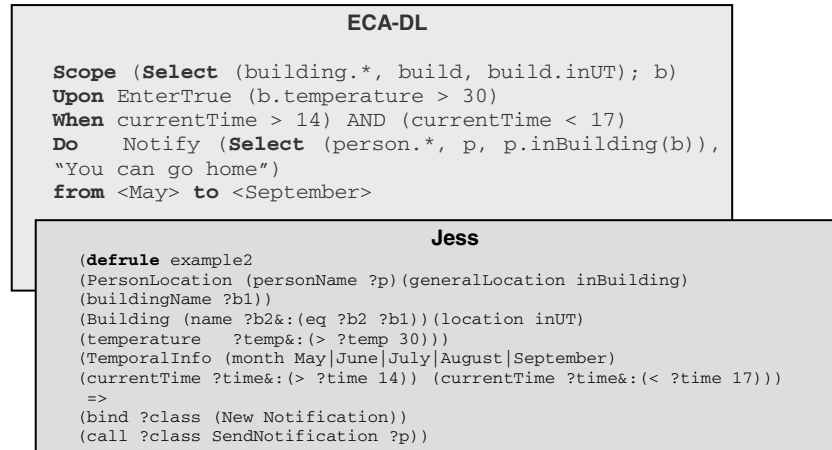 ECA-DL
Scope (Select (building.*, build, build.inUT); b)
Upon EnterTrue (b.temperature > 30)
When currentTime > 14) AND (currentTime < 17)
Do Notify (Select (person.*, p, p.inBuilding(b)),
“You can go home”)
from <May> to <September>
Jess
(defrule example2
(PersonLocation (personName ?p)(generalLocation inBuilding)
(buildingName ?b1))
(Building (name ?b2&:(eq ?b2 ?b1))(location inUT)
(temperature ?temp&:(> ?temp 30)))
(TemporalInfo (month May|June|July|August|September)
(currentTime ?time&:(> ?time 14)) (currentTime ?time&:(< ?time 17)))
=>
(bind ?class (New Notification))
(call ?class SendNotification ?p))